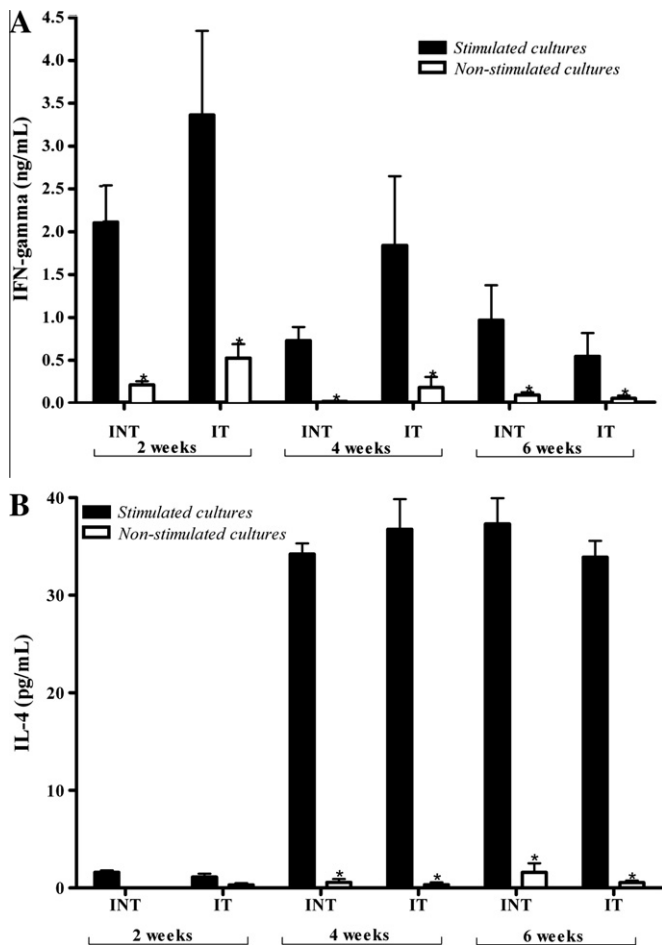 A
IFN-gamma (ng/mL)
4.5
4.0
3.5
3.0
2.5
2.0
1.5
1.0
0.5
0.0
Stimulated cultures
Non-stimulated cultures
* * * * * *
INT IT INT IT INT IT
2 weeks 4 weeks 6 weeks
B
IL-4 (pg/mL)
40
30
20
10
0
Stimulated cultures
Non-stimulated cultures
* * * *
INT IT INT IT INT IT
2 weeks 4 weeks 6 weeks